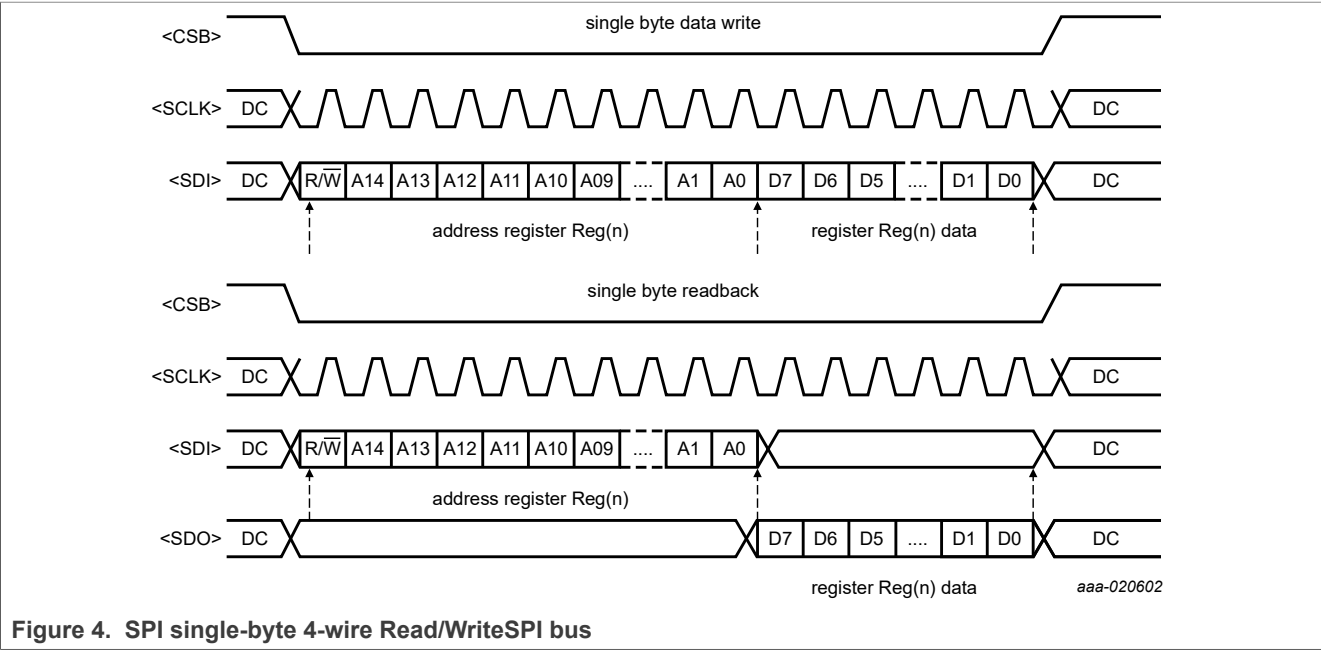 <CSB> single byte data write
<SCLK> DC DC
<SDI> DC R/W̅ A14 A13 A12 A11 A10 A09 .... A1 A0 D7 D6 D5 .... D1 D0 DC
address register Reg(n) register Reg(n) data
<CSB> single byte readback
<SCLK> DC DC
<SDI> DC R/W̅ A14 A13 A12 A11 A10 A09 .... A1 A0 DC
address register Reg(n)
<SDO> DC D7 D6 D5 .... D1 D0 DC
register Reg(n) data aaa-020602
Figure 4. SPI single-byte 4-wire Read/WriteSPI bus